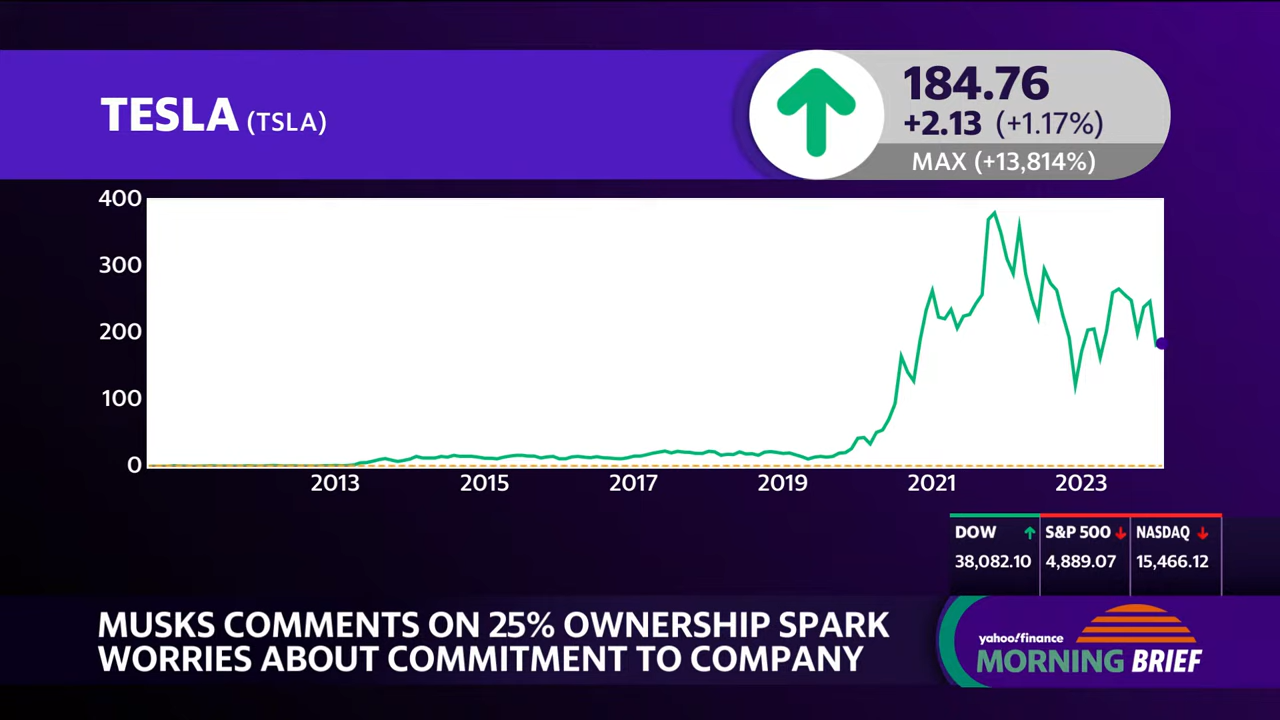 TESLA (TSLA)
184.76
+2.13 (+1.17%)
MAX (+13,814%)
400
300
200
100
0
2013 2015 2017 2019 2021 2023
DOW S&P 500 NASDAQ
38,082.10 4,889.07 15,466.12
MUSKS COMMENTS ON 25% OWNERSHIP SPARK
WORRIES ABOUT COMMITMENT TO COMPANY
yahoo!finance
MORNING BRIEF